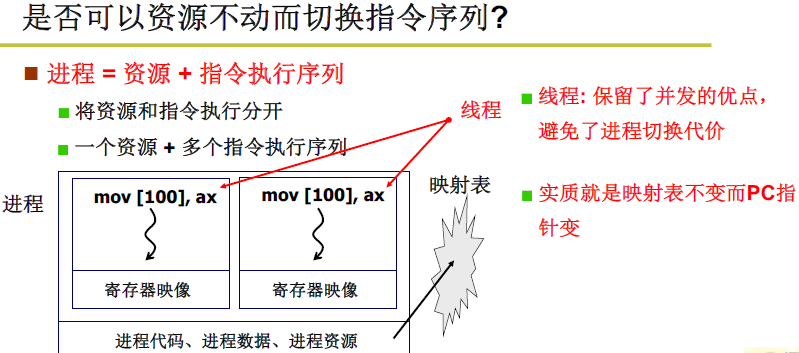 是否可以资源不动而切换指令序列?
进程 = 资源 + 指令执行序列
将资源和指令执行分开
一个资源 + 多个指令执行序列
线程
线程: 保留了并发的优点，
避免了进程切换代价
实质就是映射表不变而PC指
针变
进程
mov [100], ax
mov [100], ax
映射表
寄存器映像
寄存器映像
进程代码、进程数据、进程资源